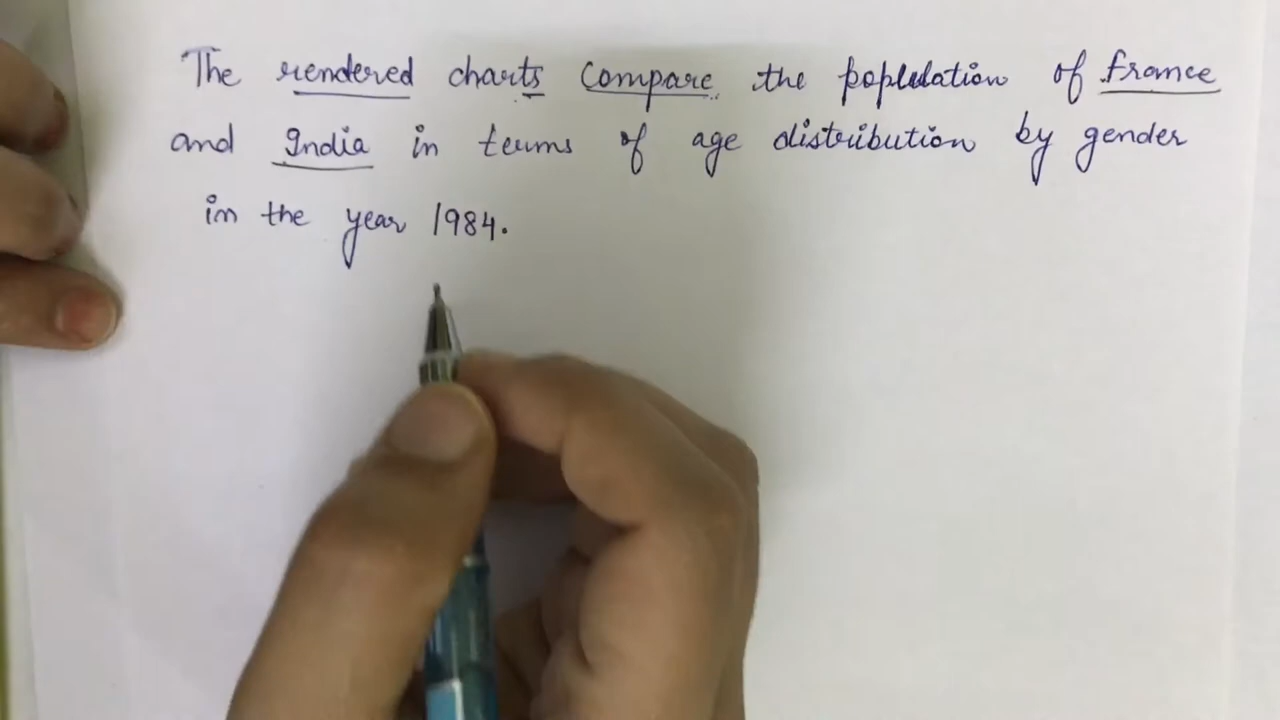 The rendered charts Compare the poplulation of france
and India in terms of age distribution by gender
in the year 1984.